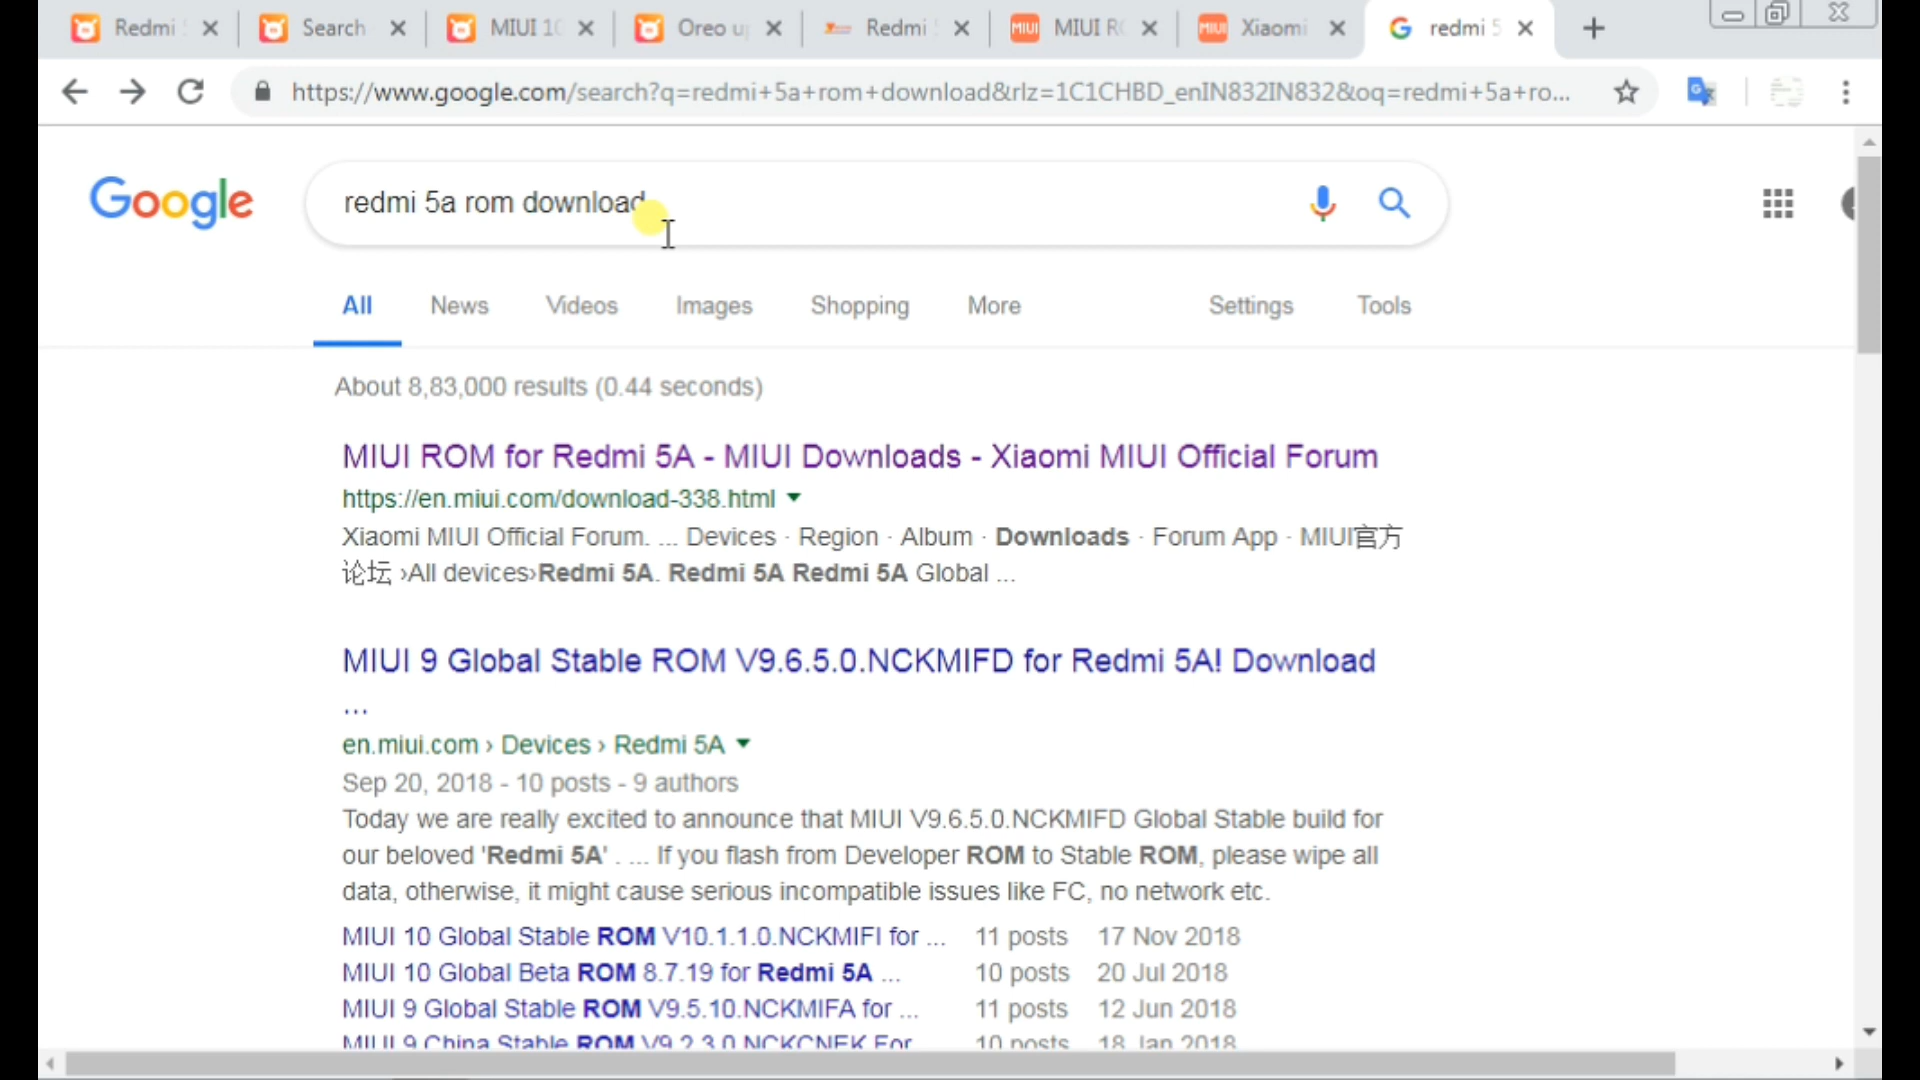 Redmi
Search
MIUI 10
Oreo u
Redmi
MIUI R
Xiaomi
redmi 5
https://www.google.com/search?q=redmi+5a+rom+download&rlz=1C1CHBD_enIN832IN832&oq=redmi+5a+ro...
Google
redmi 5a rom download
All News Videos Images Shopping More Settings Tools
About 8,83,000 results (0.44 seconds)
MIUI ROM for Redmi 5A - MIUI Downloads - Xiaomi MIUI Official Forum
https://en.miui.com/download-338.html
Xiaomi MIUI Official Forum. ... Devices · Region · Album · Downloads · Forum App · MIUI官方
论坛 ›All devices›Redmi 5A. Redmi 5A Redmi 5A Global ...
MIUI 9 Global Stable ROM V9.6.5.0.NCKMIFD for Redmi 5A! Download
...
en.miui.com › Devices › Redmi 5A
Sep 20, 2018 - 10 posts - 9 authors
Today we are really excited to announce that MIUI V9.6.5.0.NCKMIFD Global Stable build for
our beloved 'Redmi 5A' . ... If you flash from Developer ROM to Stable ROM, please wipe all
data, otherwise, it might cause serious incompatible issues like FC, no network etc.
MIUI 10 Global Stable ROM V10.1.1.0.NCKMIFI for ... 11 posts 17 Nov 2018
MIUI 10 Global Beta ROM 8.7.19 for Redmi 5A ... 10 posts 20 Jul 2018
MIUI 9 Global Stable ROM V9.5.10.NCKMIFA for ... 11 posts 12 Jun 2018
MIUI 9 China Stable ROM V9.2.3.0.NCKCNEK For 10 posts 18 Jan 2018